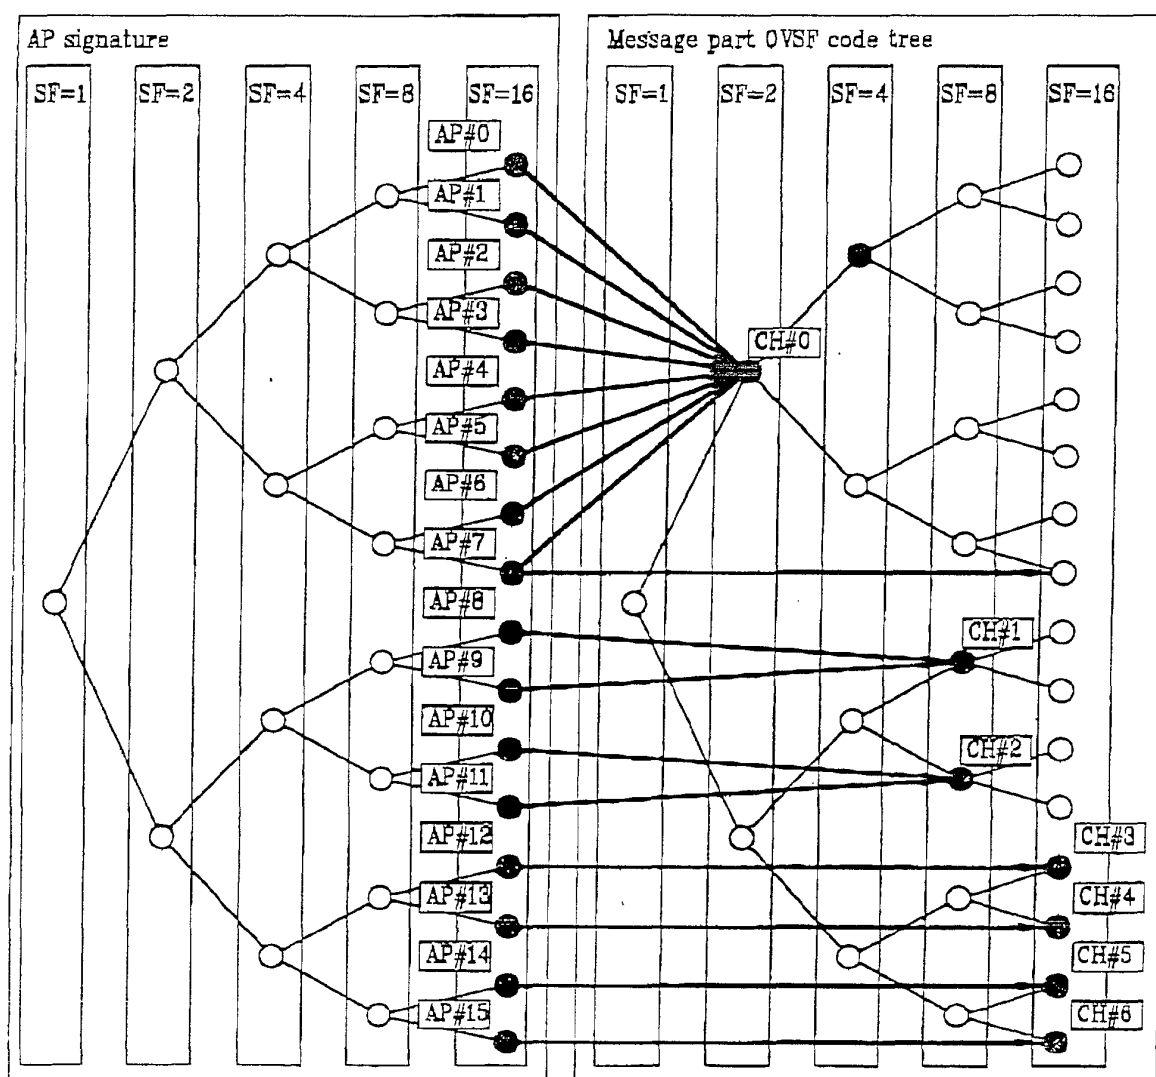 AP signature
SF=1 SF=2 SF=4 SF=8 SF=16
AP#0
AP#1
AP#2
AP#3
AP#4
AP#5
AP#6
AP#7
AP#8
AP#9
AP#10
AP#11
AP#12
AP#13
AP#14
AP#15
Message part OVSF code tree
SF=1 SF=2 SF=4 SF=8 SF=16
CH#0
CH#1
CH#2
CH#3
CH#4
CH#5
CH#6